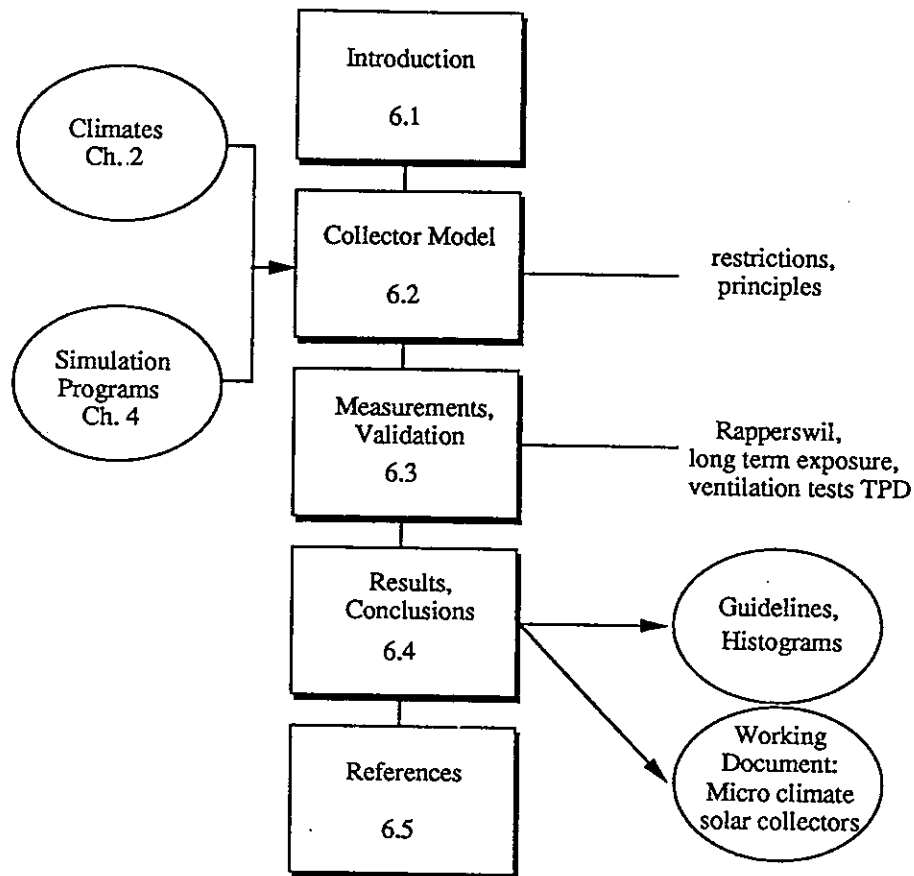 Introduction
6.1
Climates
Ch. 2
Collector Model
6.2
restrictions,
principles
Simulation
Programs
Ch. 4
Measurements,
Validation
6.3
Rapperswil,
long term exposure,
ventilation tests TPD
Results,
Conclusions
6.4
Guidelines,
Histograms
References
6.5
Working
Document:
Micro climate
solar collectors